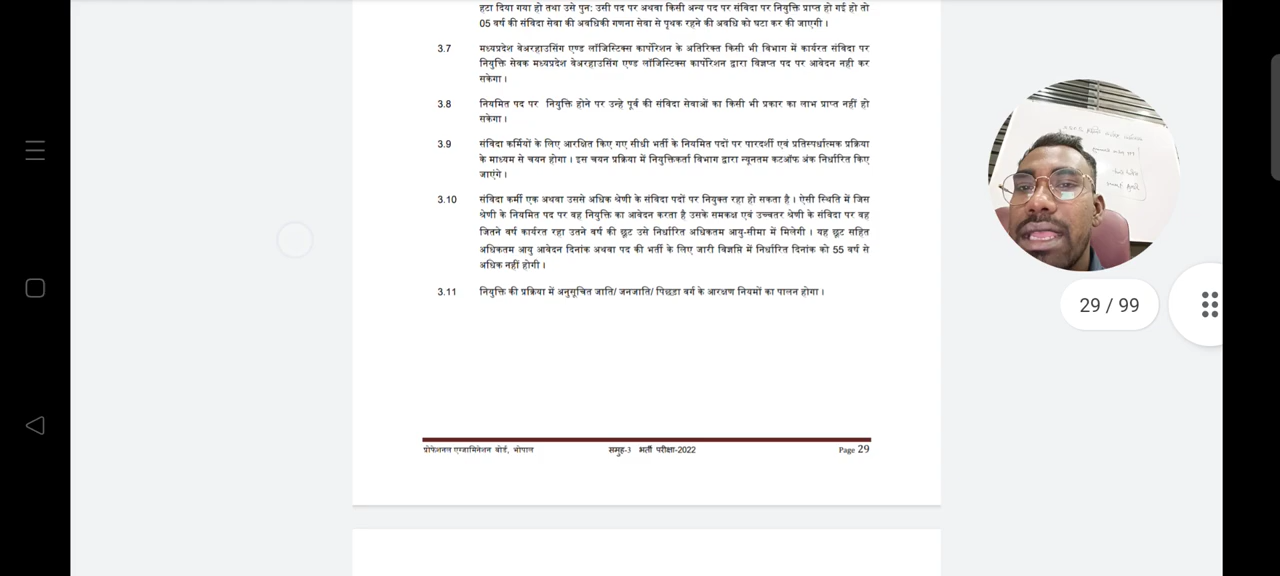 हटा दिया गया हो तथा उसे पुन: उसी पद पर अथवा किसी अन्य पद पर संविदा पर नियुक्ति प्राप्त हो गई हो तो
05 वर्ष की संविदा सेवा की अवधिकी गणना सेवा से पृथक रहने की अवधि को घटा कर की जाएगी।
3.7 मध्यप्रदेश वेअरहाउसिंग एण्ड लॉजिस्टिक्स कार्पोरेशन के अतिरिक्त किसी भी विभाग में कार्यरत संविदा पर
नियुक्ति सेवक मध्यप्रदेश वेअरहाउसिंग एण्ड लॉजिस्टिक्स कार्पोरेशन द्वारा विज्ञप्त पद पर आवेदन नही कर
सकेगा।
3.8 नियमित पद पर नियुक्ति होने पर उन्हे पूर्व की संविदा सेवाओं का किसी भी प्रकार का लाभ प्राप्त नहीं हो
सकेगा।
3.9 संविदा कर्मियों के लिए आरक्षित किए गए सीधी भर्ती के नियमित पदों पर पारदर्शी एवं प्रतिस्पर्धात्मक प्रक्रिया
के माध्यम से चयन होगा। इस चयन प्रक्रिया में नियुक्तिकर्ता विभाग द्वारा न्यूनतम कटऑफ अंक निर्धारित किए
जाएंगे।
3.10 संविदा कर्मी एक अथवा उससे अधिक श्रेणी के संविदा पदों पर नियुक्त रहा हो सकता है। ऐसी स्थिति में जिस
श्रेणी के नियमित पद पर वह नियुक्ति का आवेदन करता है उसके समकक्ष एवं उच्चतर श्रेणी के संविदा पर वह
जितने वर्ष कार्यरत रहा उतने वर्ष की छूट उसे निर्धारित अधिकतम आयु-सीमा में मिलेगी। यह छूट सहित
अधिकतम आयु आवेदन दिनांक अथवा पद की भर्ती के लिए जारी विज्ञप्ति में निर्धारित दिनांक को 55 वर्ष से
अधिक नहीं होगी।
3.11 नियुक्ति की प्रक्रिया में अनुसूचित जाति/ जनजाति/ पिछड़ा वर्ग के आरक्षण नियमों का पालन होगा।
29 / 99
प्रोफेशनल एग्जामिनेशन बोर्ड, भोपाल समूह-3 भर्ती परीक्षा-2022 Page 29